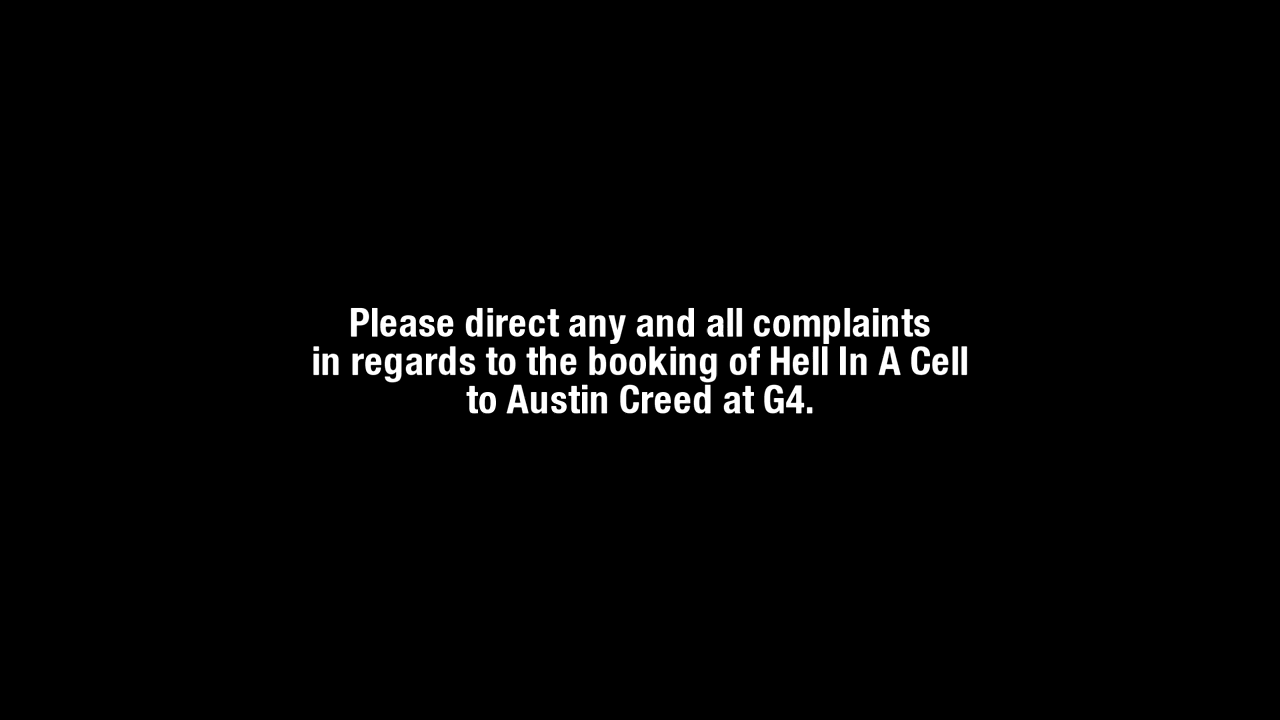 Please direct any and all complaints
in regards to the booking of Hell In A Cell
to Austin Creed at G4.